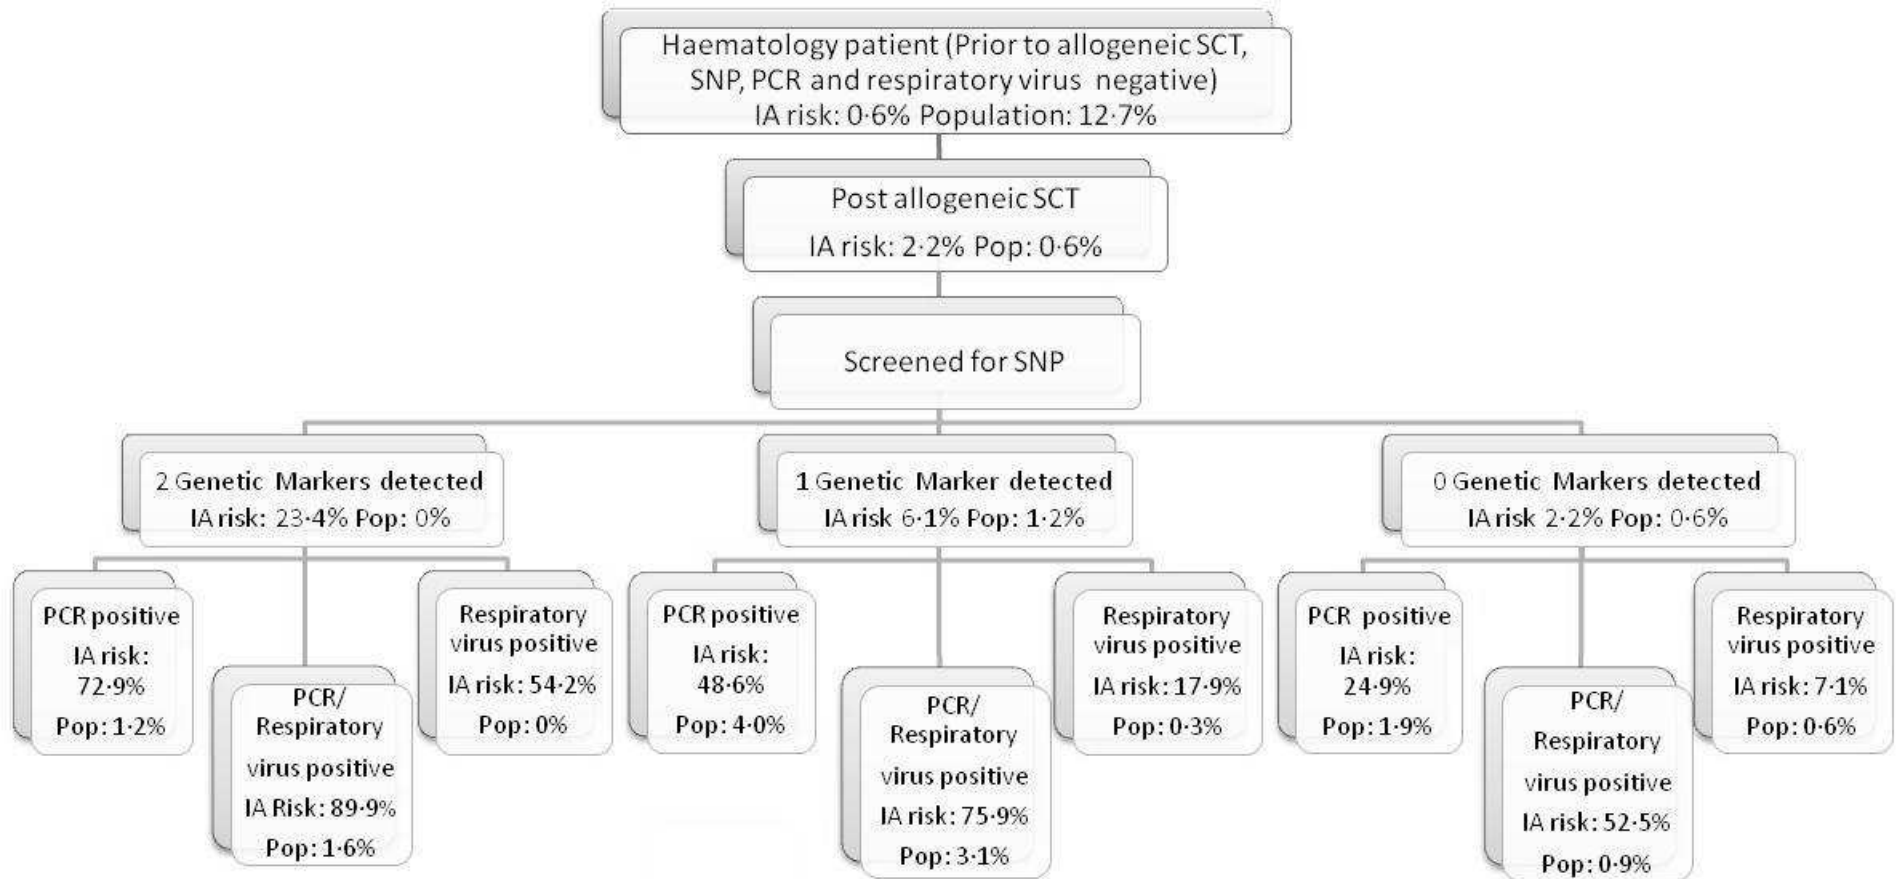 Haematology patient (Prior to allogeneic SCT,
SNP, PCR and respiratory virus negative)
IA risk: 0·6% Population: 12·7%
Post allogeneic SCT
IA risk: 2·2% Pop: 0·6%
Screened for SNP
2 Genetic Markers detected
IA risk: 23·4% Pop: 0%
1 Genetic Marker detected
IA risk 6·1% Pop: 1·2%
0 Genetic Markers detected
IA risk 2·2% Pop: 0·6%
PCR positive
IA risk:
72·9%
Pop: 1·2%
PCR/
Respiratory
virus positive
IA Risk: 89·9%
Pop: 1·6%
Respiratory
virus positive
IA risk: 54·2%
Pop: 0%
PCR positive
IA risk:
48·6%
Pop: 4·0%
PCR/
Respiratory
virus positive
IA risk: 75·9%
Pop: 3·1%
Respiratory
virus positive
IA risk: 17·9%
Pop: 0·3%
PCR positive
IA risk:
24·9%
Pop: 1·9%
PCR/
Respiratory
virus positive
IA risk: 52·5%
Pop: 0·9%
Respiratory
virus positive
IA risk: 7·1%
Pop: 0·6%